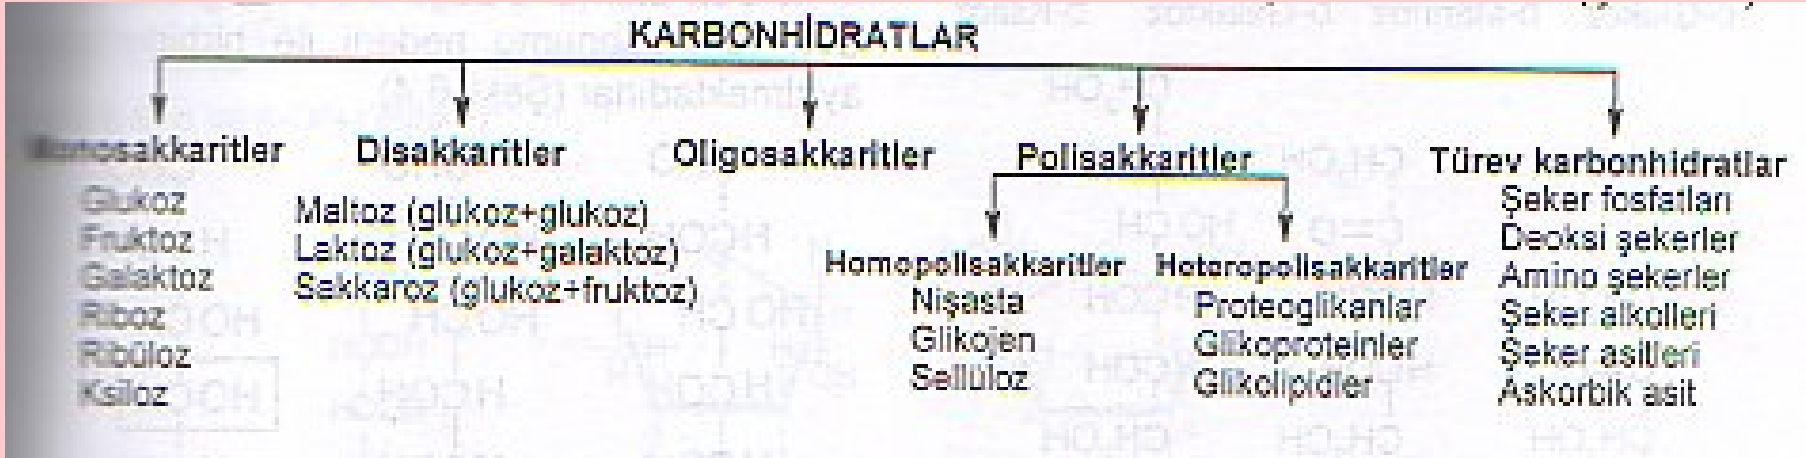 KARBONHİDRATLAR
Monosakkaritler
Glukoz
Fruktoz
Galaktoz
Riboz
Ribüloz
Ksiloz
Disakkaritler
Maltoz (glukoz+glukoz)
Laktoz (glukoz+galaktoz)
Sakkaroz (glukoz+fruktoz)
Oligosakkaritler
Polisakkaritler
Homopolisakkaritler
Nişasta
Glikojen
Sellüloz
Heteropolisakkaritler
Proteoglikanlar
Glikoproteinler
Glikolipidler
Türev karbonhidratlar
Şeker fosfatları
Deoksi şekerler
Amino şekerler
Şeker alkolleri
Şeker asitleri
Askorbik asit